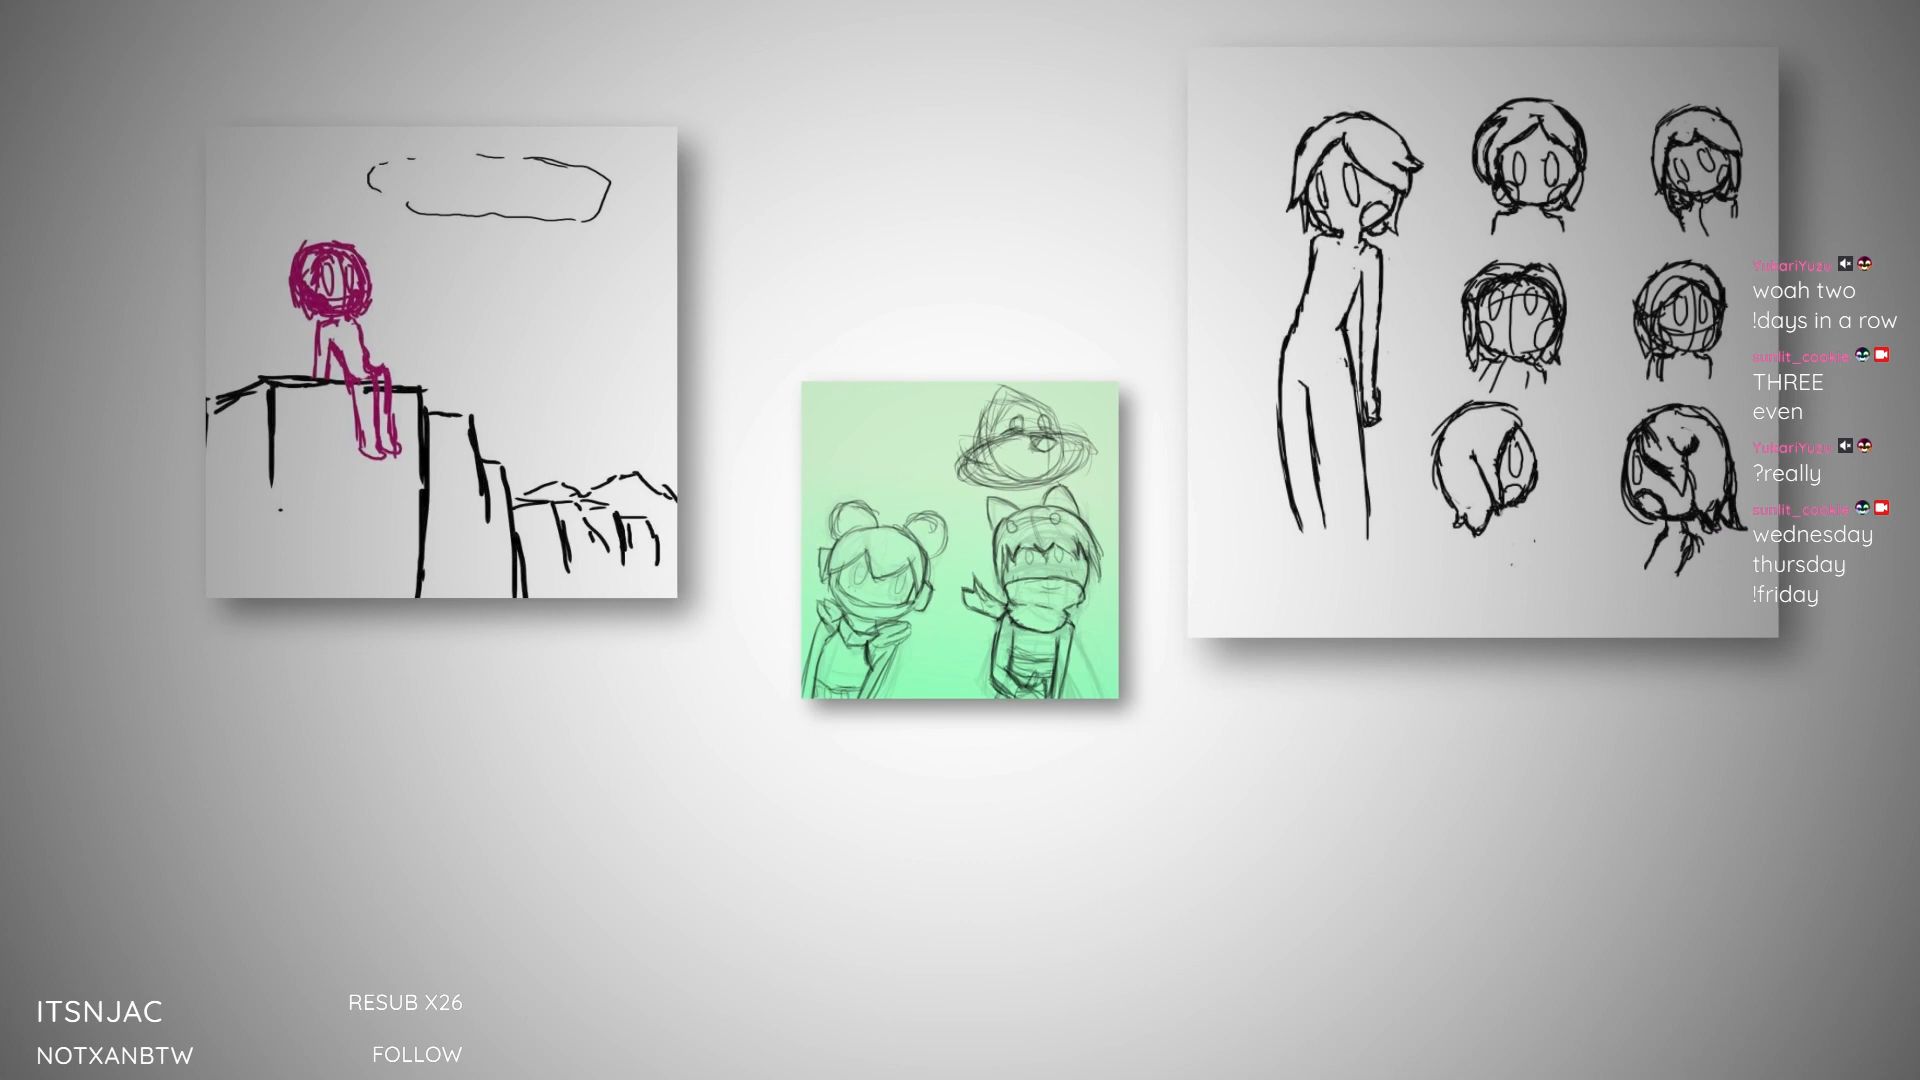 YukariYuzu
woah two
!days in a row
sunlit_cookie
THREE
even
YukariYuzu
?really
sunlit_cookie
wednesday
thursday
!friday
ITSNJAC
RESUB X26
NOTXANBTW
FOLLOW